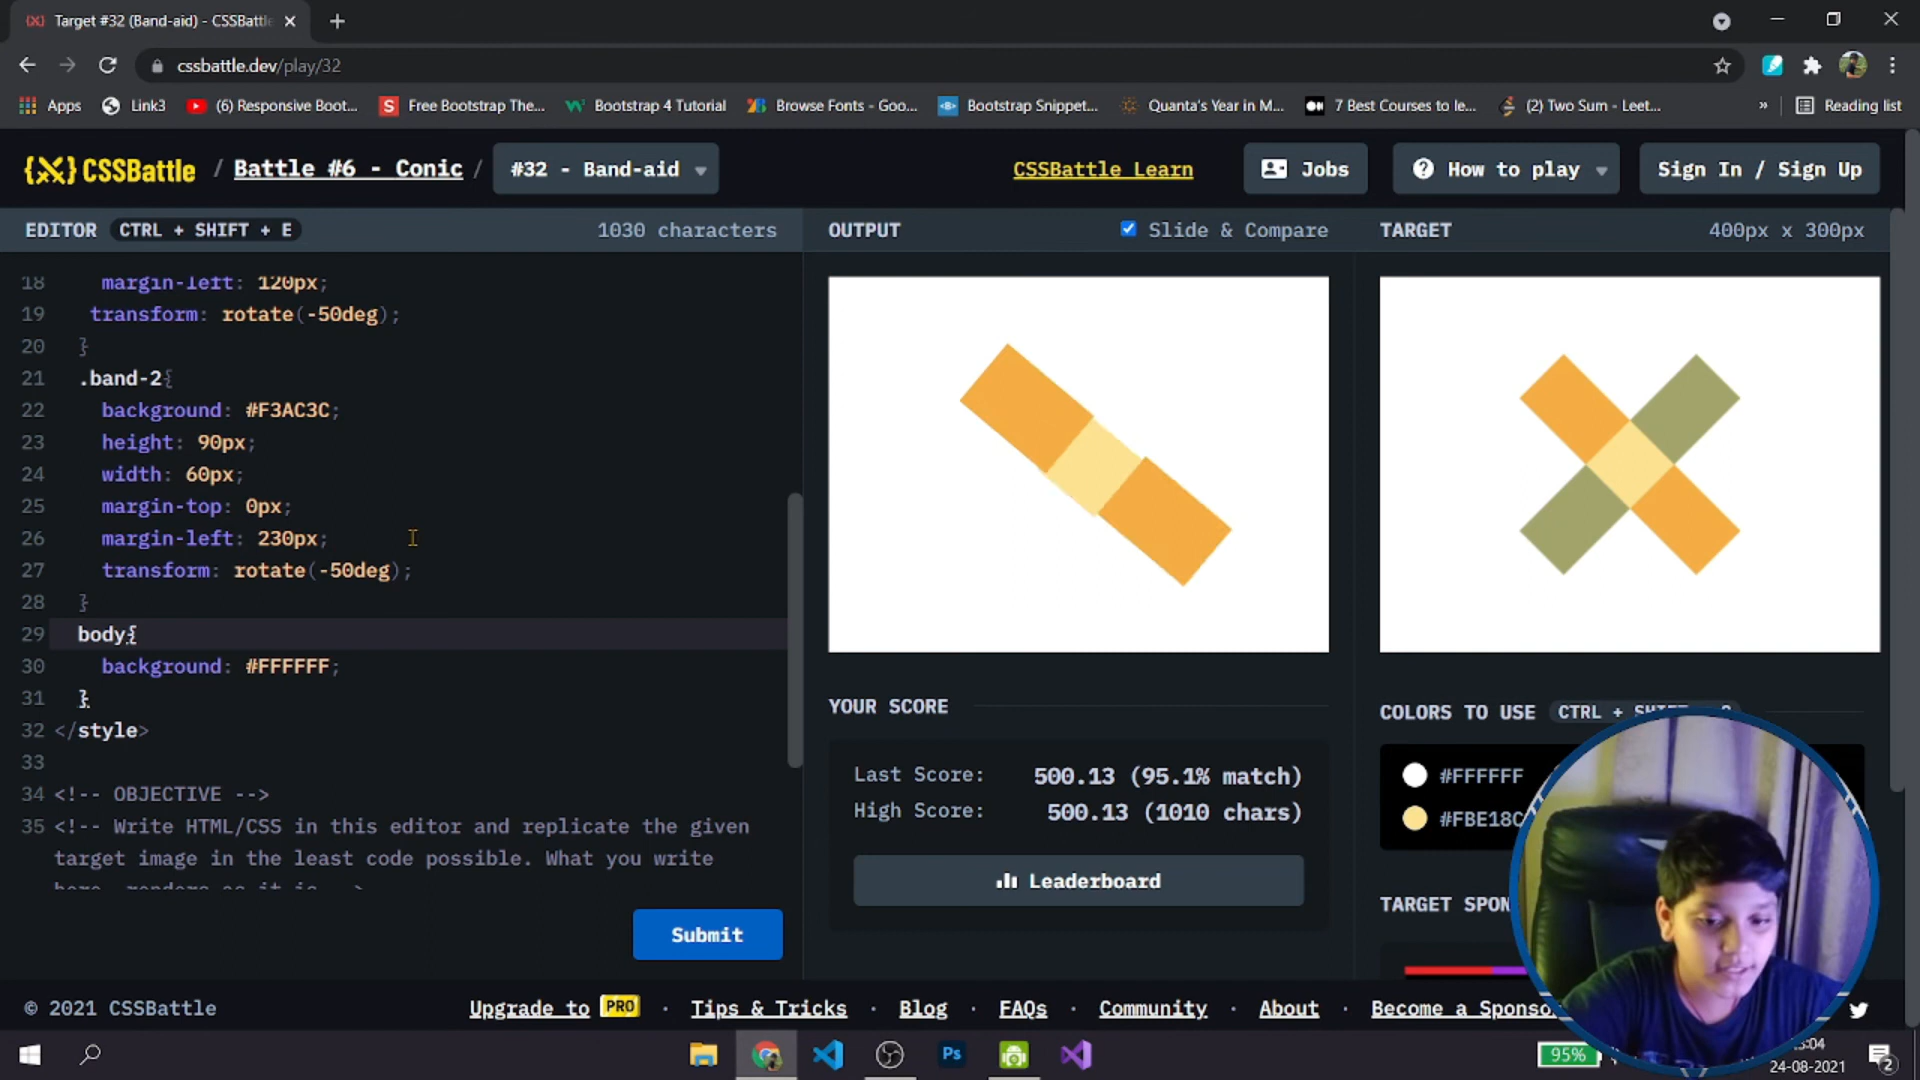 Target #32 (Band-aid) - CSSBattle
cssbattle.dev/play/32
Apps Link3 (6) Responsive Boot... Free Bootstrap The... Bootstrap 4 Tutorial Browse Fonts - Goo... Bootstrap Snippet... Quanta's Year in M... 7 Best Courses to le... (2) Two Sum - Leet... » Reading list
{X} CSSBattle / Battle #6 - Conic / #32 - Band-aid CSSBattle Learn Jobs How to play Sign In / Sign Up
EDITOR CTRL + SHIFT + E 1030 characters OUTPUT Slide & Compare TARGET 400px x 300px
18 margin-left: 120px;
19 transform: rotate(-50deg);
20 }
21 .band-2{
22 background: #F3AC3C;
23 height: 90px;
24 width: 60px;
25 margin-top: 0px;
26 margin-left: 230px;
27 transform: rotate(-50deg);
28 }
29 body{
30 background: #FFFFFF;
31 }
32 </style>
33
34 <!-- OBJECTIVE -->
35 <!-- Write HTML/CSS in this editor and replicate the given
target image in the least code possible. What you write
here, renders as it is -->
Submit
YOUR SCORE
Last Score: 500.13 (95.1% match)
High Score: 500.13 (1010 chars)
Leaderboard
COLORS TO USE CTRL +
#FFFFFF
#FBE18C
TARGET
© 2021 CSSBattle Upgrade to PRO · Tips & Tricks · Blog · FAQs · Community · About · Become a
Ps
95%
24-08-2021
2